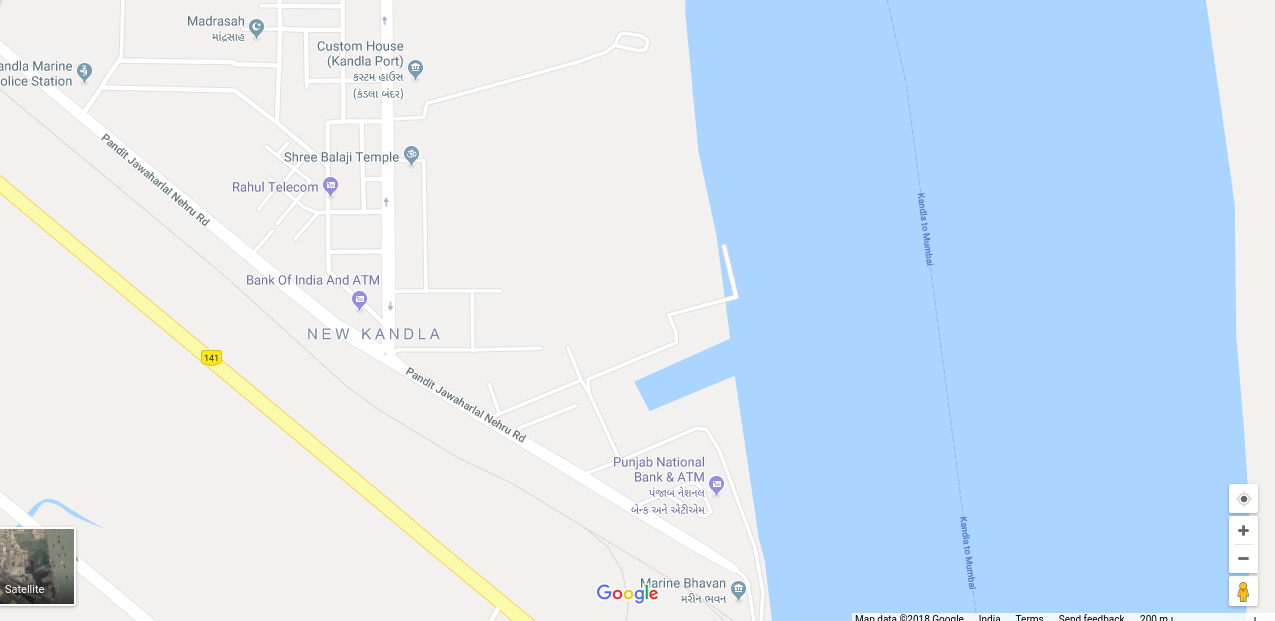 Madrasah
માદ્રસાહ
Custom House
(Kandla Port)
કસ્ટમ હાઉસ
(કંડલા બંદર)
andla Marine
olice Station
Pandit Jawaharlal Nehru Rd
Shree Balaji Temple
Rahul Telecom
Kandla to Mumbai
Bank Of India And ATM
NEW KANDLA
141
Pandit Jawaharlal Nehru Rd
Punjab National
Bank & ATM
પંજાબ નેશનલ
બેન્ક અને એટીએમ
Kandla to Mumbai
Satellite
Google
Marine Bhavan
મરીન ભવન
Map data ©2018 Google India Terms Send feedback 200 m